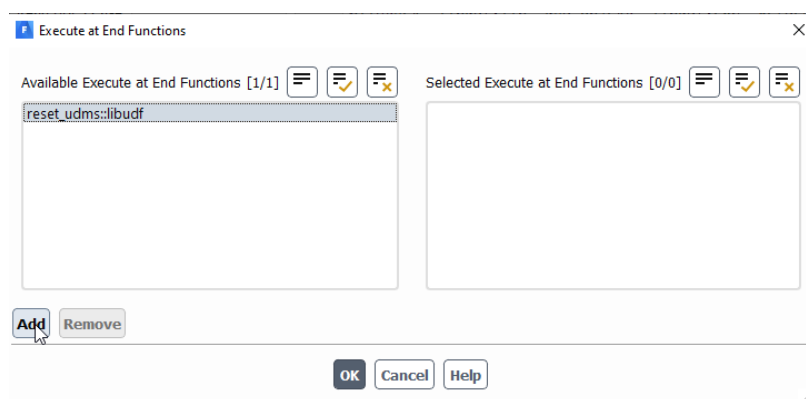 Execute at End Functions
Available Execute at End Functions [1/1]
Selected Execute at End Functions [0/0]
reset_udms::libudf
Add
Remove
OK
Cancel
Help